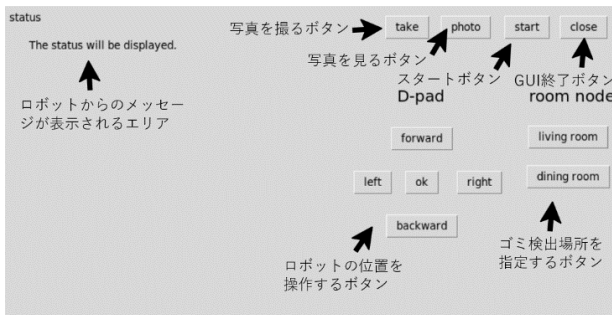 status
The status will be displayed.
ロボットからのメッセー
ジが表示されるエリア
写真を撮るボタン
take
photo
start
close
写真を見るボタン
スタートボタン
GUI終了ボタン
D-pad
room node
forward
living room
left
ok
right
dining room
backward
ロボットの位置を
操作するボタン
ゴミ検出場所を
指定するボタン